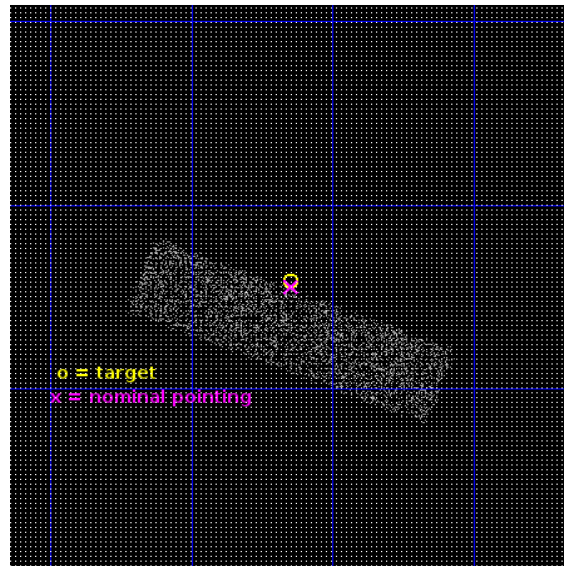 o = target
x = nominal pointing